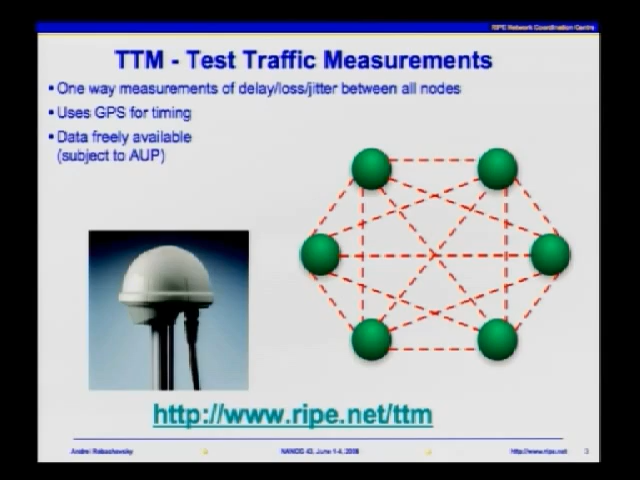 RIPE Network Coordination Centre
TTM - Test Traffic Measurements
One way measurements of delay/loss/jitter between all nodes
Uses GPS for timing
Data freely available
(subject to AUP)
http://www.ripe.net/ttm
Andrei Robachevsky
NANOG 43, June 1-4, 2008
http://www.ripe.net
3